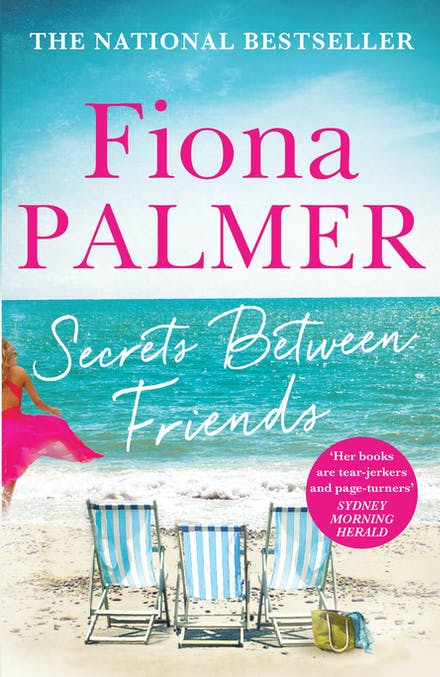 THE NATIONAL BESTSELLER
Fiona
PALMER
Secrets Between
Friends
‘Her books
are tear-jerkers
and page-turners’
SYDNEY
MORNING
HERALD